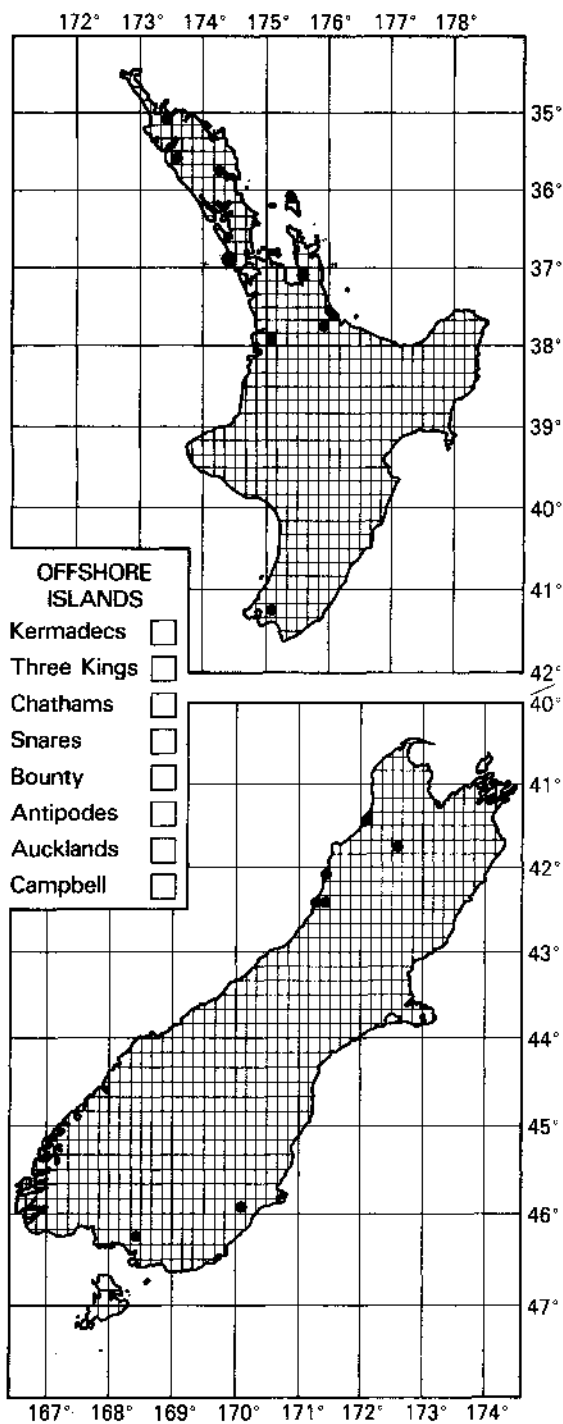 172° 173° 174° 175° 176° 177° 178°
35°
36°
37°
38°
39°
40°
41°
42°
OFFSHORE
ISLANDS
Kermadecs
Three Kings
Chathams
Snares
Bounty
Antipodes
Aucklands
Campbell
40°
41°
42°
43°
44°
45°
46°
47°
167° 168° 169° 170° 171° 172° 173° 174°